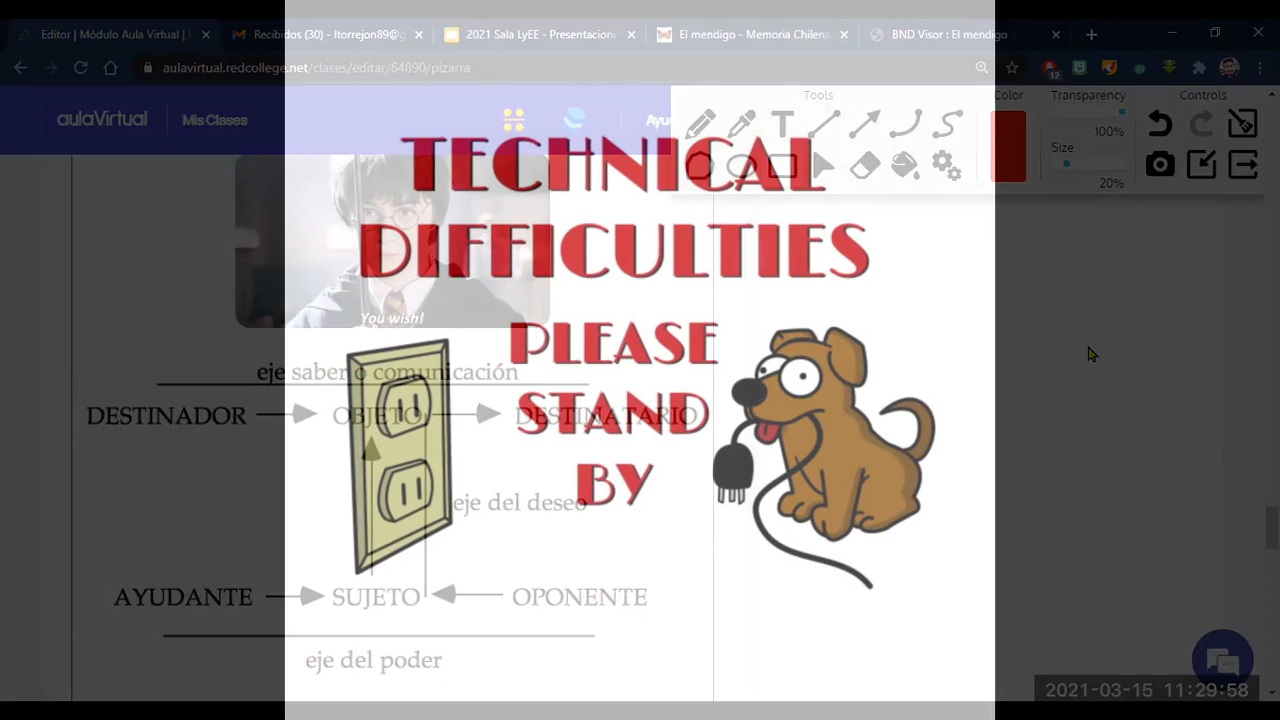 Editor | Módulo Aula Virtual |
Recibidos (30) - ltorrejon89@g
2021 Sala LyEE - Presentacion
El mendigo - Memoria Chilena
BND Visor : El mendigo
aulavirtual.redcollege.net/clases/editar/64890/pizarra
12
aulaVirtual
Mis Clases
Ayu
Tools
Color
Transparency
Controls
100%
Size
20%
TECHNICAL
DIFFICULTIES
You wish!
PLEASE
STAND
BY
eje saber o comunicación
DESTINADOR
OBJETO
DESTINATARIO
eje del deseo
AYUDANTE
SUJETO
OPONENTE
eje del poder
2021-03-15 11:29:58